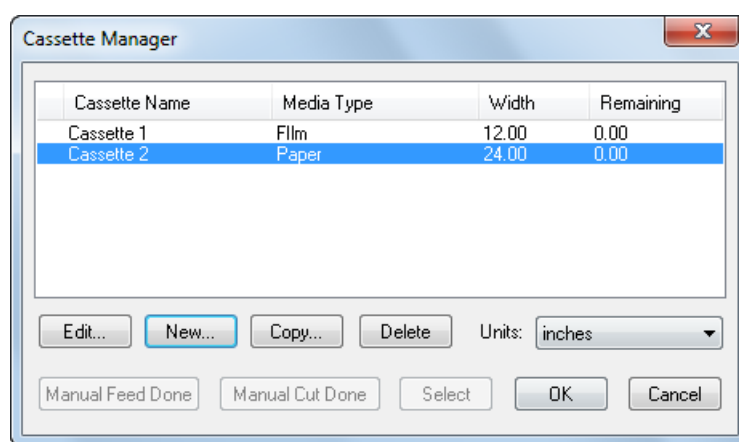 Cassette Manager
Cassette Name Media Type Width Remaining
Cassette 1 FIlm 12.00 0.00
Cassette 2 Paper 24.00 0.00
Edit... New... Copy... Delete Units: inches
Manual Feed Done Manual Cut Done Select OK Cancel